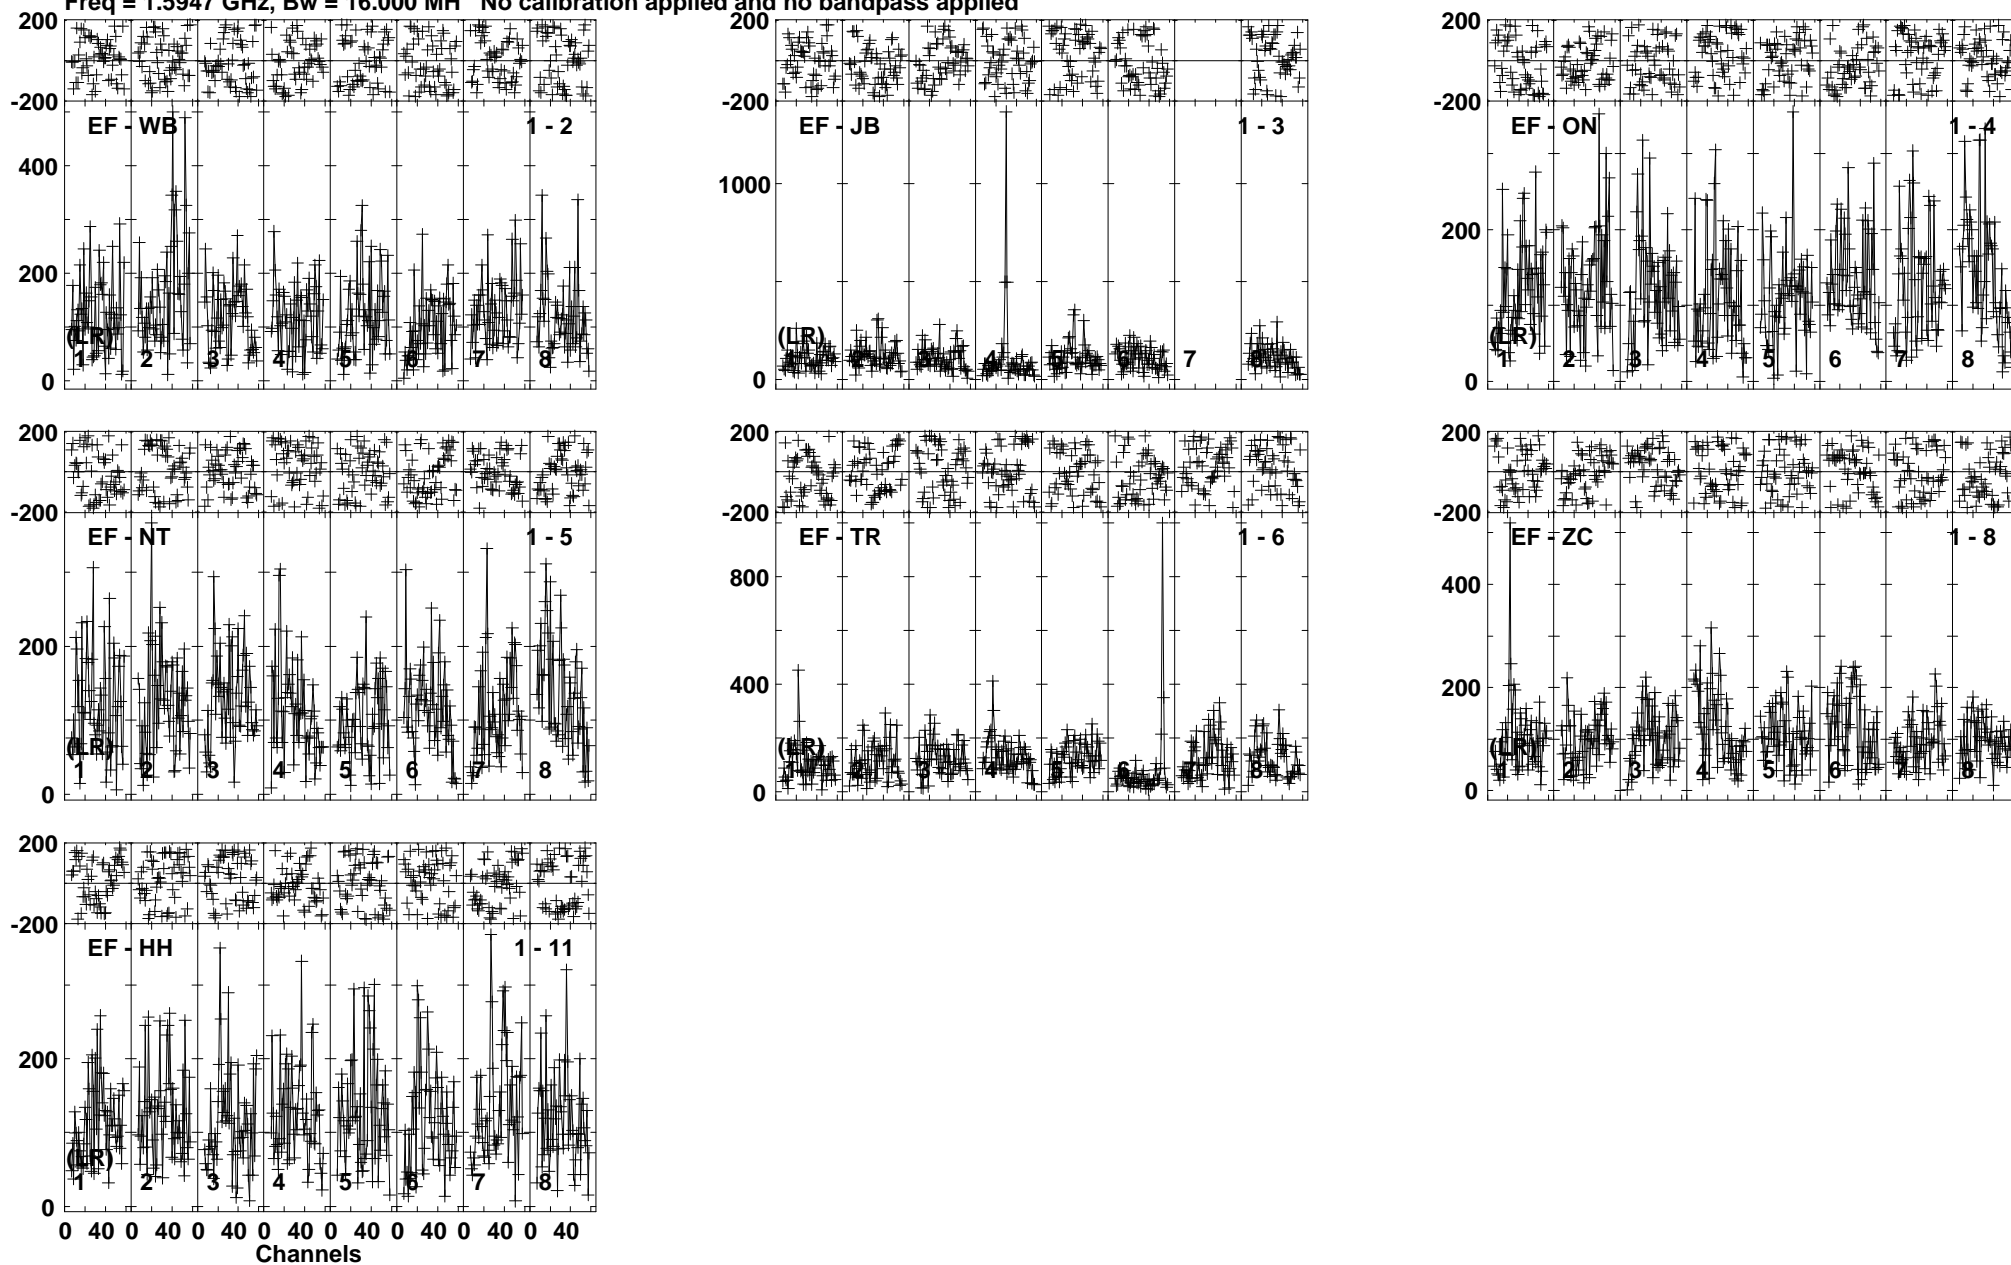 Freq = 1.5947 GHz, Bw = 16.000 MH No calibration applied and no bandpass applied
200 200 200
-200 -200 -200
EF - WB 1 - 2 EF - JB 1 - 3 EF - ON 1 - 4
400 1000
200 200
(LR) (LR) (LR)
1 2 3 4 5 6 7 8 1 2 3 4 5 6 7 8 1 2 3 4 5 6 7 8
0 0 0
200 200 200
-200 -200 -200
EF - NT 1 - 5 EF - TR 1 - 6 EF - ZC 1 - 8
800 400
200 400 200
(LR) (LR) (LR)
1 2 3 4 5 6 7 8 1 2 3 4 5 6 7 8 1 2 3 4 5 6 7 8
0 0 0
200
-200
EF - HH 1 - 11
200
(LR)
1 2 3 4 5 6 7 8
0
0 40 0 40 0 40 0 40 0 40 0 40 0 40 0 40
Channels